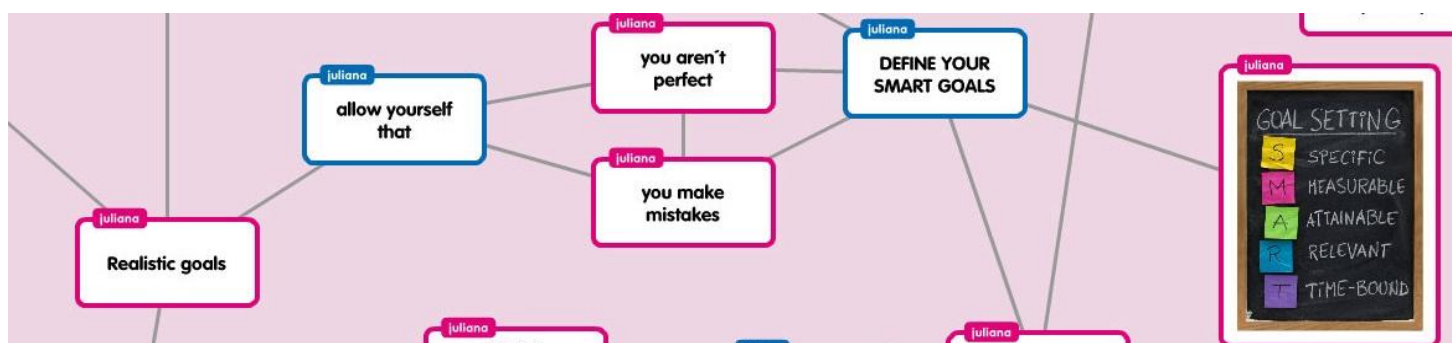 juliana
you aren´t
perfect
juliana
DEFINE YOUR
SMART GOALS
juliana
allow yourself
that
juliana
you make
mistakes
juliana
Realistic goals
juliana
GOAL SETTING
S SPECIFIC
M MEASURABLE
A ATTAINABLE
R RELEVANT
T TIME-BOUND
juliana
juliana